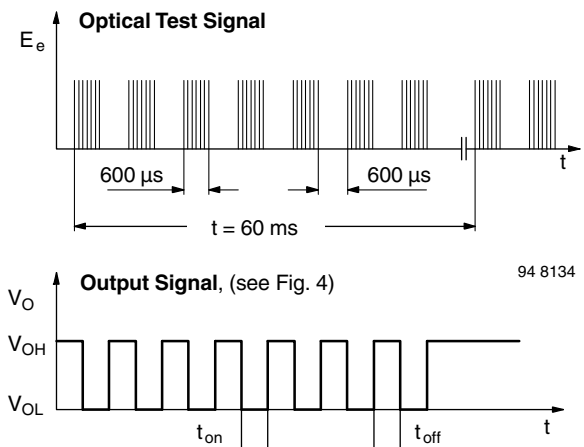 Optical Test Signal
Ee
t
600 µs
600 µs
t = 60 ms
94 8134
Output Signal, (see Fig. 4)
VO
VOH
VOL
ton
toff
t